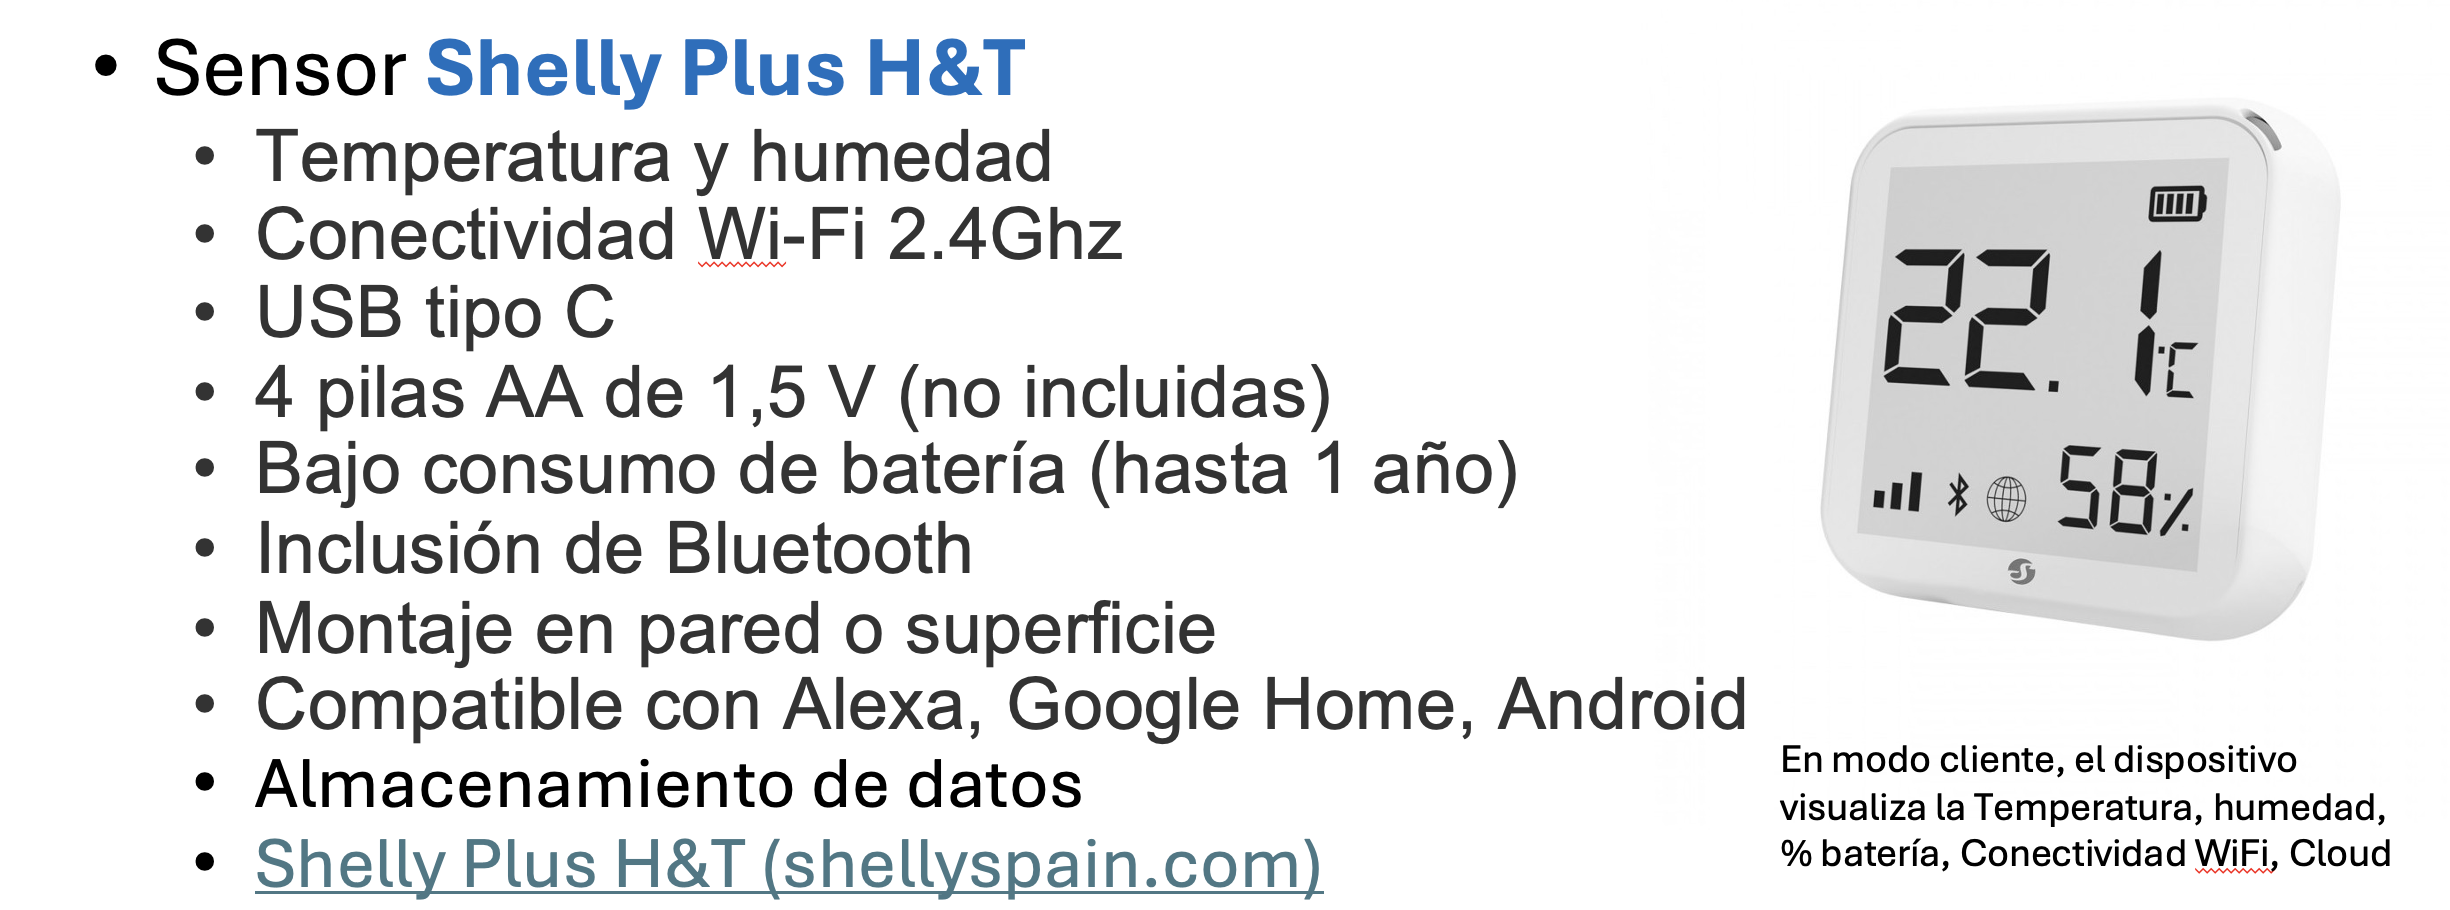 • Sensor Shelly Plus H&T
• Temperatura y humedad
• Conectividad Wi-Fi 2.4Ghz
• USB tipo C
• 4 pilas AA de 1,5 V (no incluidas)
• Bajo consumo de batería (hasta 1 año)
• Inclusión de Bluetooth
• Montaje en pared o superficie
• Compatible con Alexa, Google Home, Android
• Almacenamiento de datos
• Shelly Plus H&T (shellyspain.com)
22.1°C
58%
En modo cliente, el dispositivo
visualiza la Temperatura, humedad,
% batería, Conectividad WiFi, Cloud